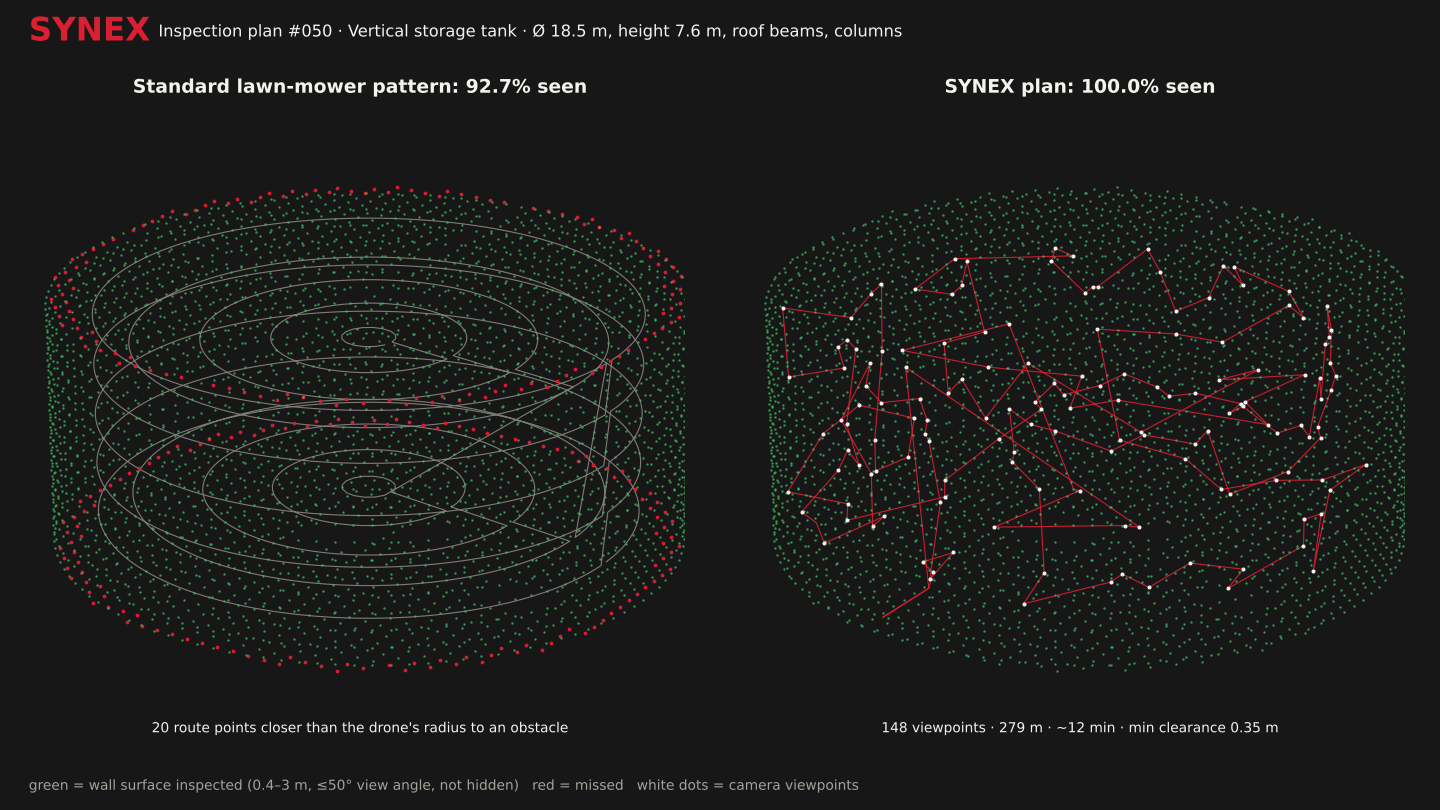 SYNEX Inspection plan #050 · Vertical storage tank · Ø 18.5 m, height 7.6 m, roof beams, columns
Standard lawn-mower pattern: 92.7% seen
SYNEX plan: 100.0% seen
20 route points closer than the drone's radius to an obstacle
148 viewpoints · 279 m · ~12 min · min clearance 0.35 m
green = wall surface inspected (0.4–3 m, ≤50° view angle, not hidden)   red = missed   white dots = camera viewpoints